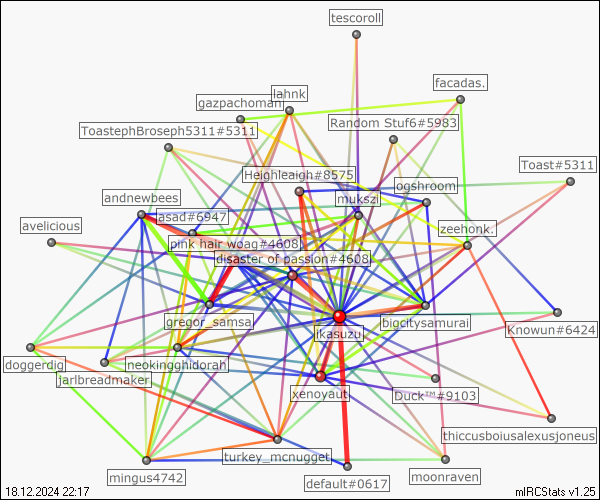 tescoroll
facadas.
lahnk
gazpachoman
Random Stuf6#5983
ToastephBroseph5311#5311
Toast#5311
Heighleaigh#8575
ogshroom
andnewbees
mukszi
asad#6947
avelicious
zeehonk.
pink hair woag#4608
disaster of passion#4608
gregor_samsa
bigcitysamurai
Knowun#6424
ikasuzu
doggerdig
neokingghidorah
jarlbreadmaker
xenoyaut
Duck™#9103
thiccusboiusalexusjoneus
turkey_mcnugget
mingus4742
moonraven
default#0617
18.12.2024 22:17
mIRCStats v1.25